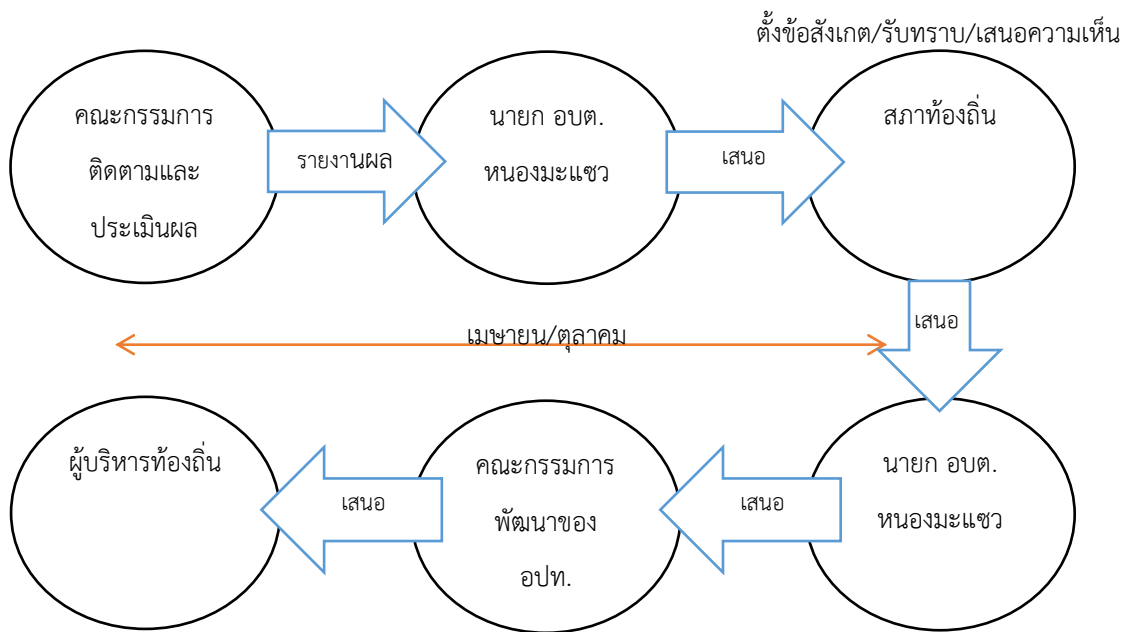 ตั้งข้อสังเกต/รับทราบ/เสนอความเห็น
คณะกรรมการ
ติดตามและ
ประเมินผล
รายงานผล
นายก อบต.
หนองมะแซว
เสนอ
สภาท้องถิ่น
เสนอ
เมษายน/ตุลาคม
นายก อบต.
หนองมะแซว
เสนอ
คณะกรรมการ
พัฒนาของ
อปท.
เสนอ
ผู้บริหารท้องถิ่น